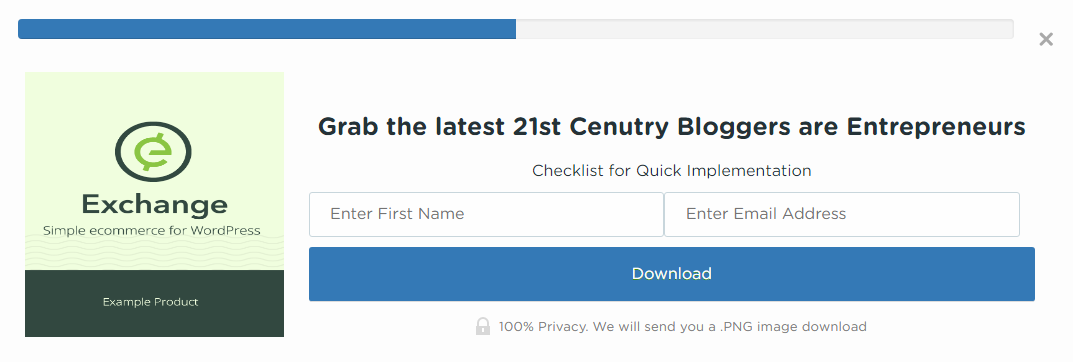 Grab the latest 21st Cenutry Bloggers are Entrepreneurs
Checklist for Quick Implementation
Enter First Name
Enter Email Address
Download
100% Privacy. We will send you a .PNG image download
Exchange
Simple ecommerce for WordPress
Example Product